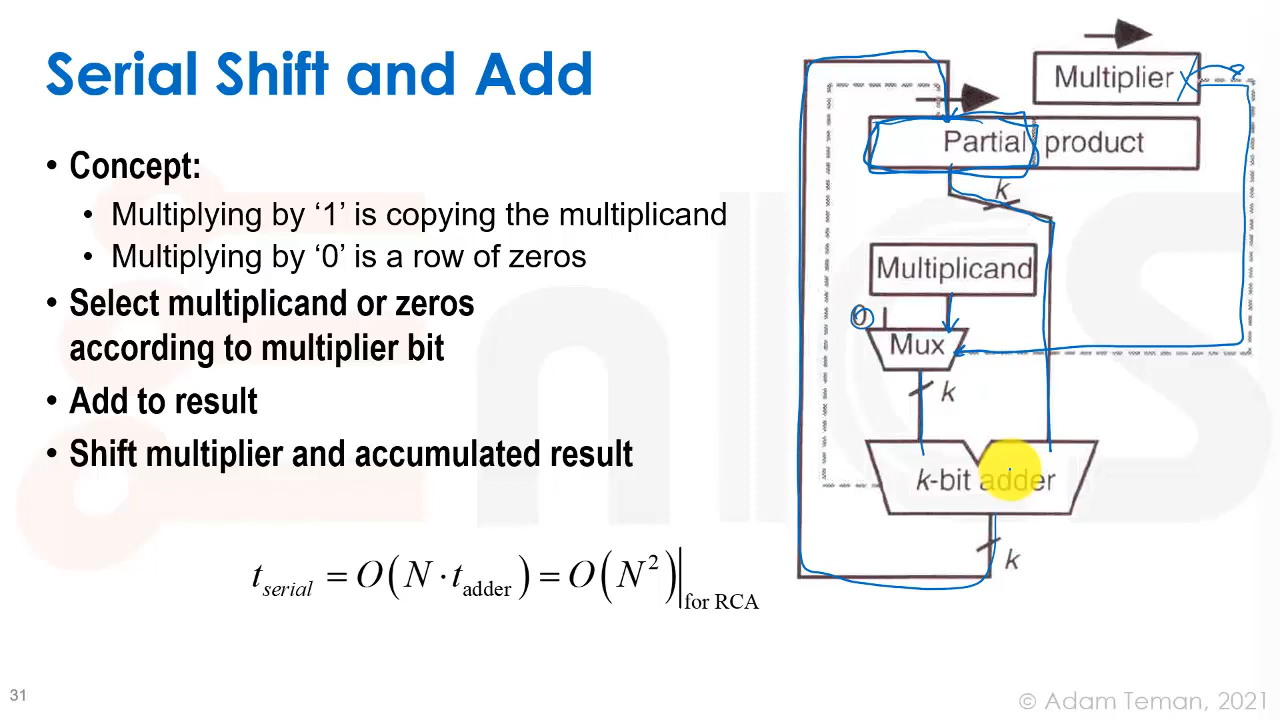 Serial Shift and Add
• Concept:
• Multiplying by ‘1’ is copying the multiplicand
• Multiplying by ‘0’ is a row of zeros
• Select multiplicand or zeros
according to multiplier bit
• Add to result
• Shift multiplier and accumulated result
t_serial = O(N · t_adder) = O(N²)|for RCA
Multiplier
Partial product
k
Multiplicand
0
Mux
k
k-bit adder
k
31
© Adam Teman, 2021